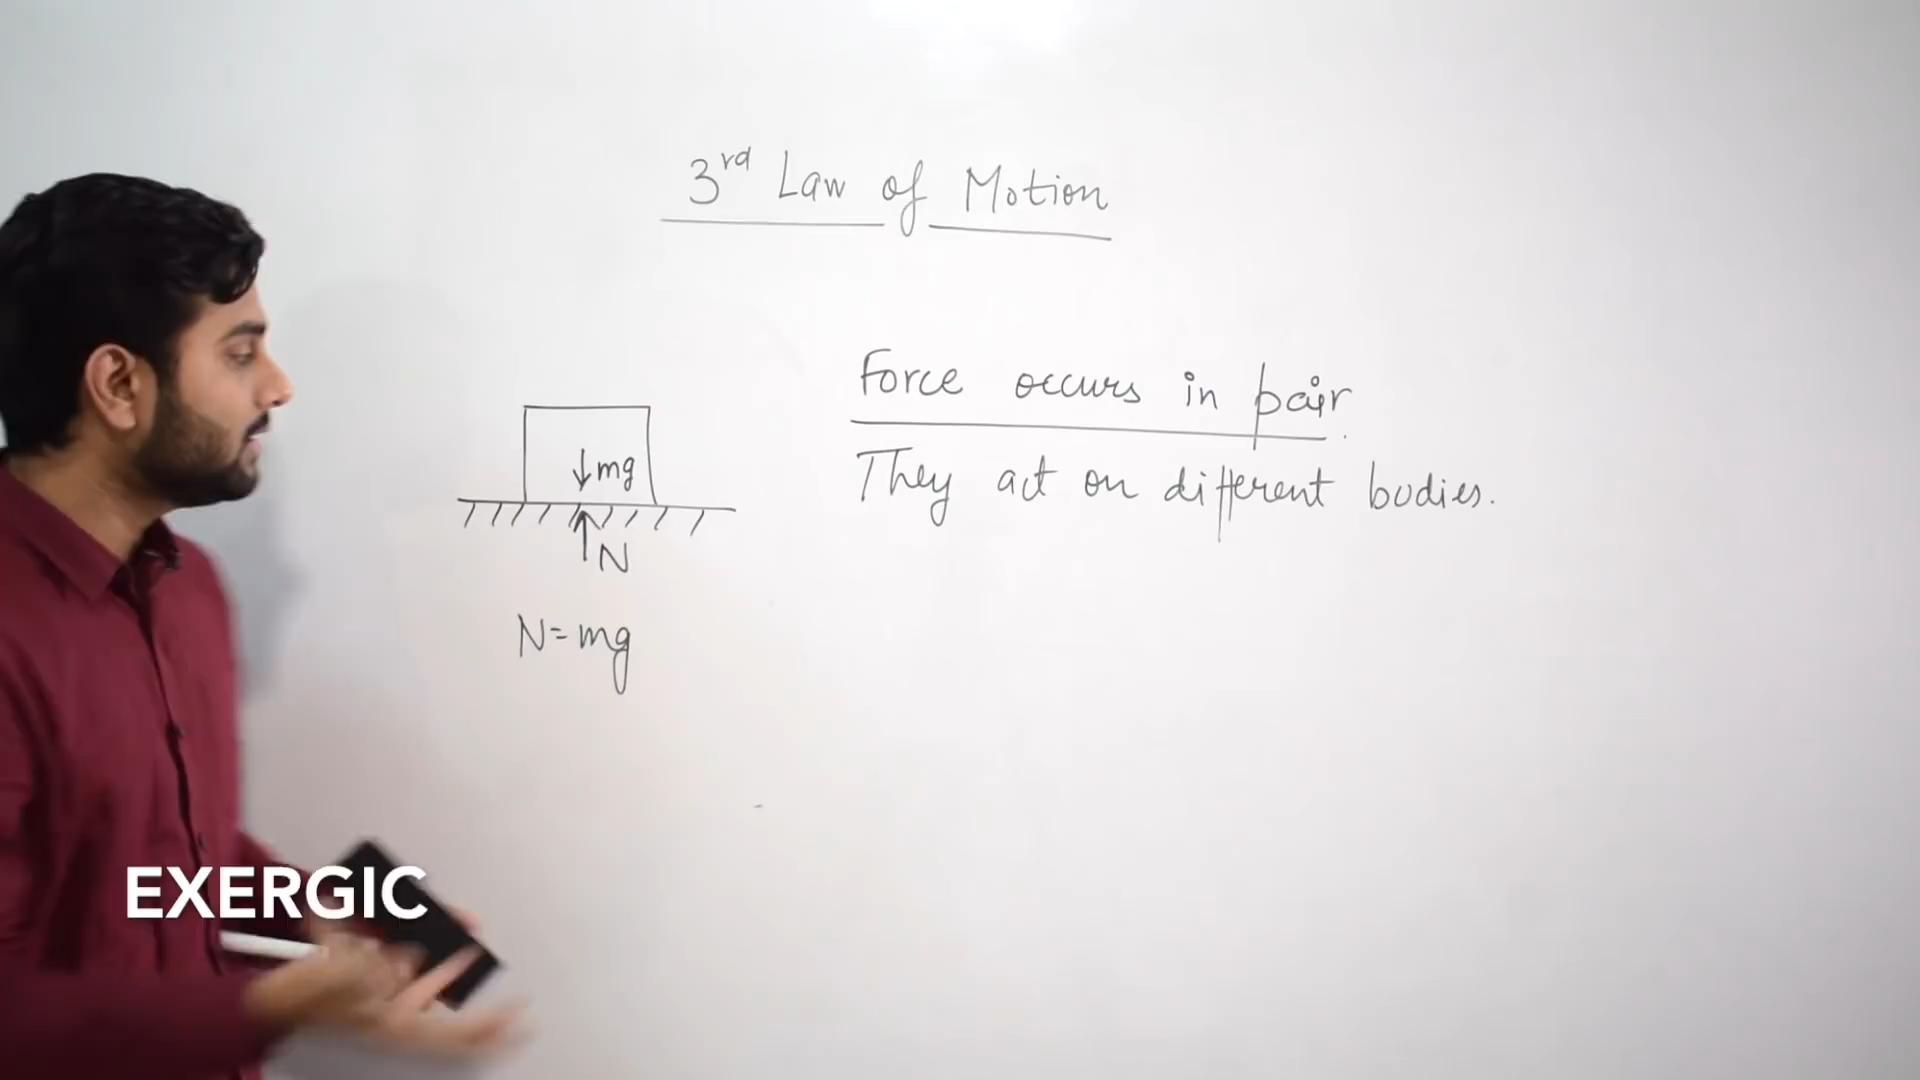 3rd Law of Motion
Force occurs in pair.
They act on different bodies.
mg
N
N=mg
EXERGIC